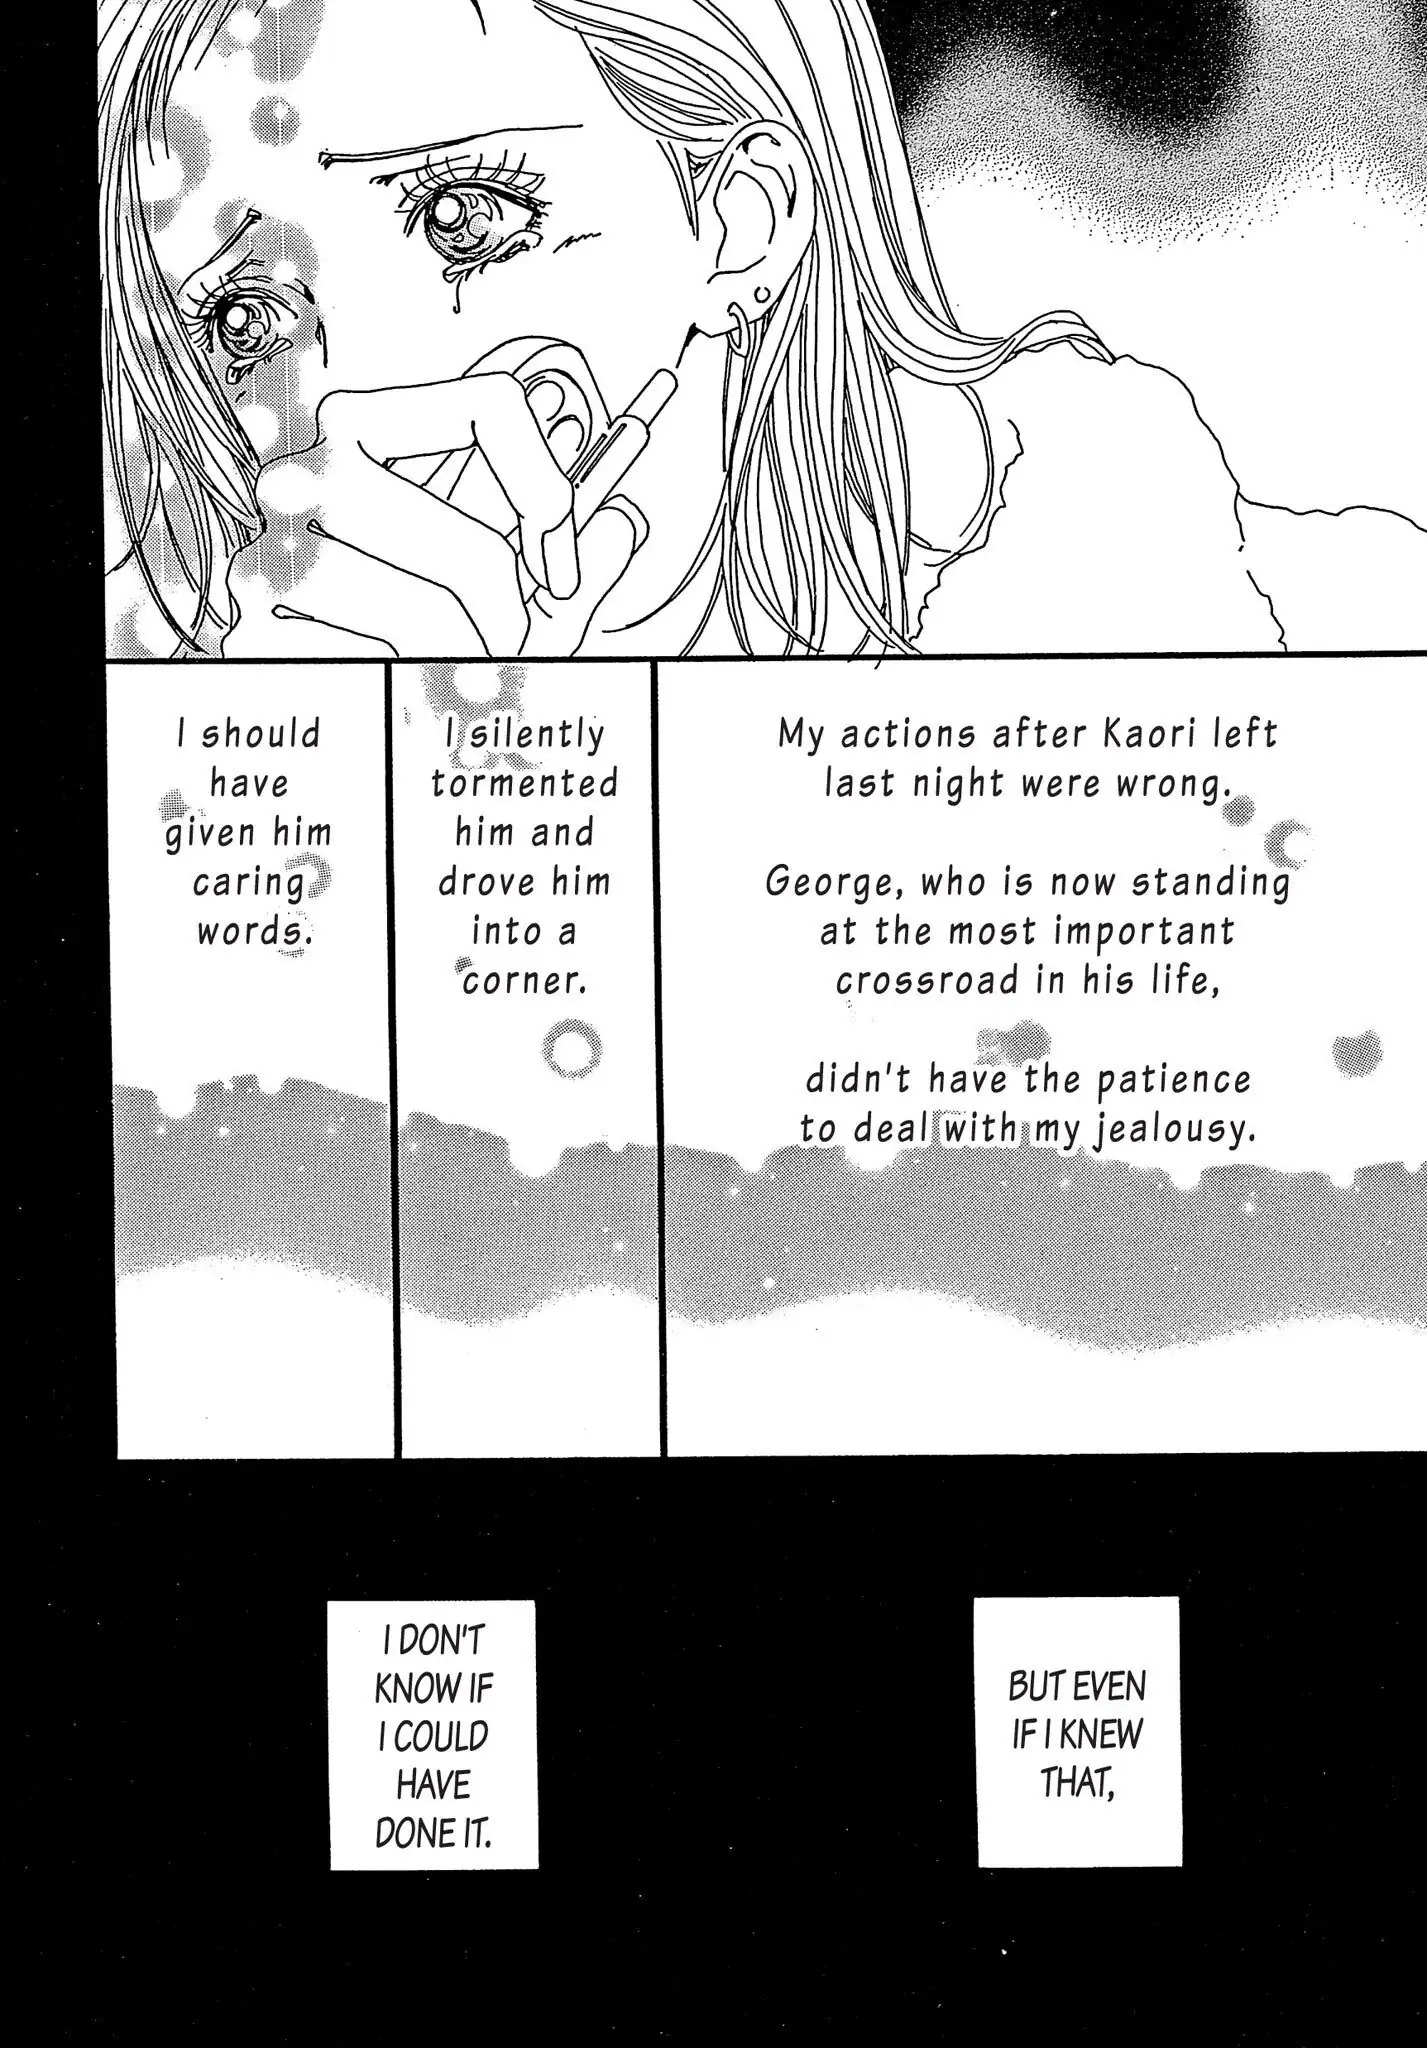 My actions after Kaori left
last night were wrong.
George, who is now standing
at the most important
crossroad in his life,
didn't have the patience
to deal with my jealousy.
I silently
tormented
him and
drove him
into a
corner.
I should
have
given him
caring
words.
BUT EVEN
IF I KNEW
THAT,
I DON'T
KNOW IF
I COULD
HAVE
DONE IT.